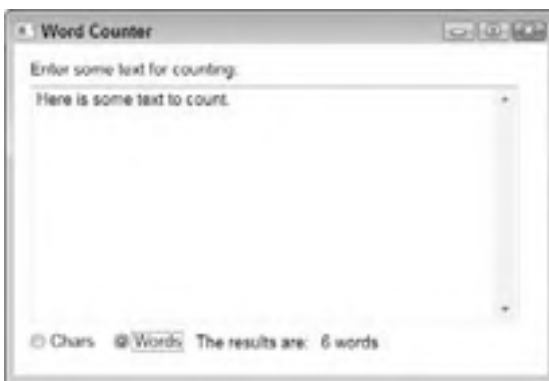 Word Counter
Enter some text for counting:
Here is some text to count.
Chars Words The results are: 6 words